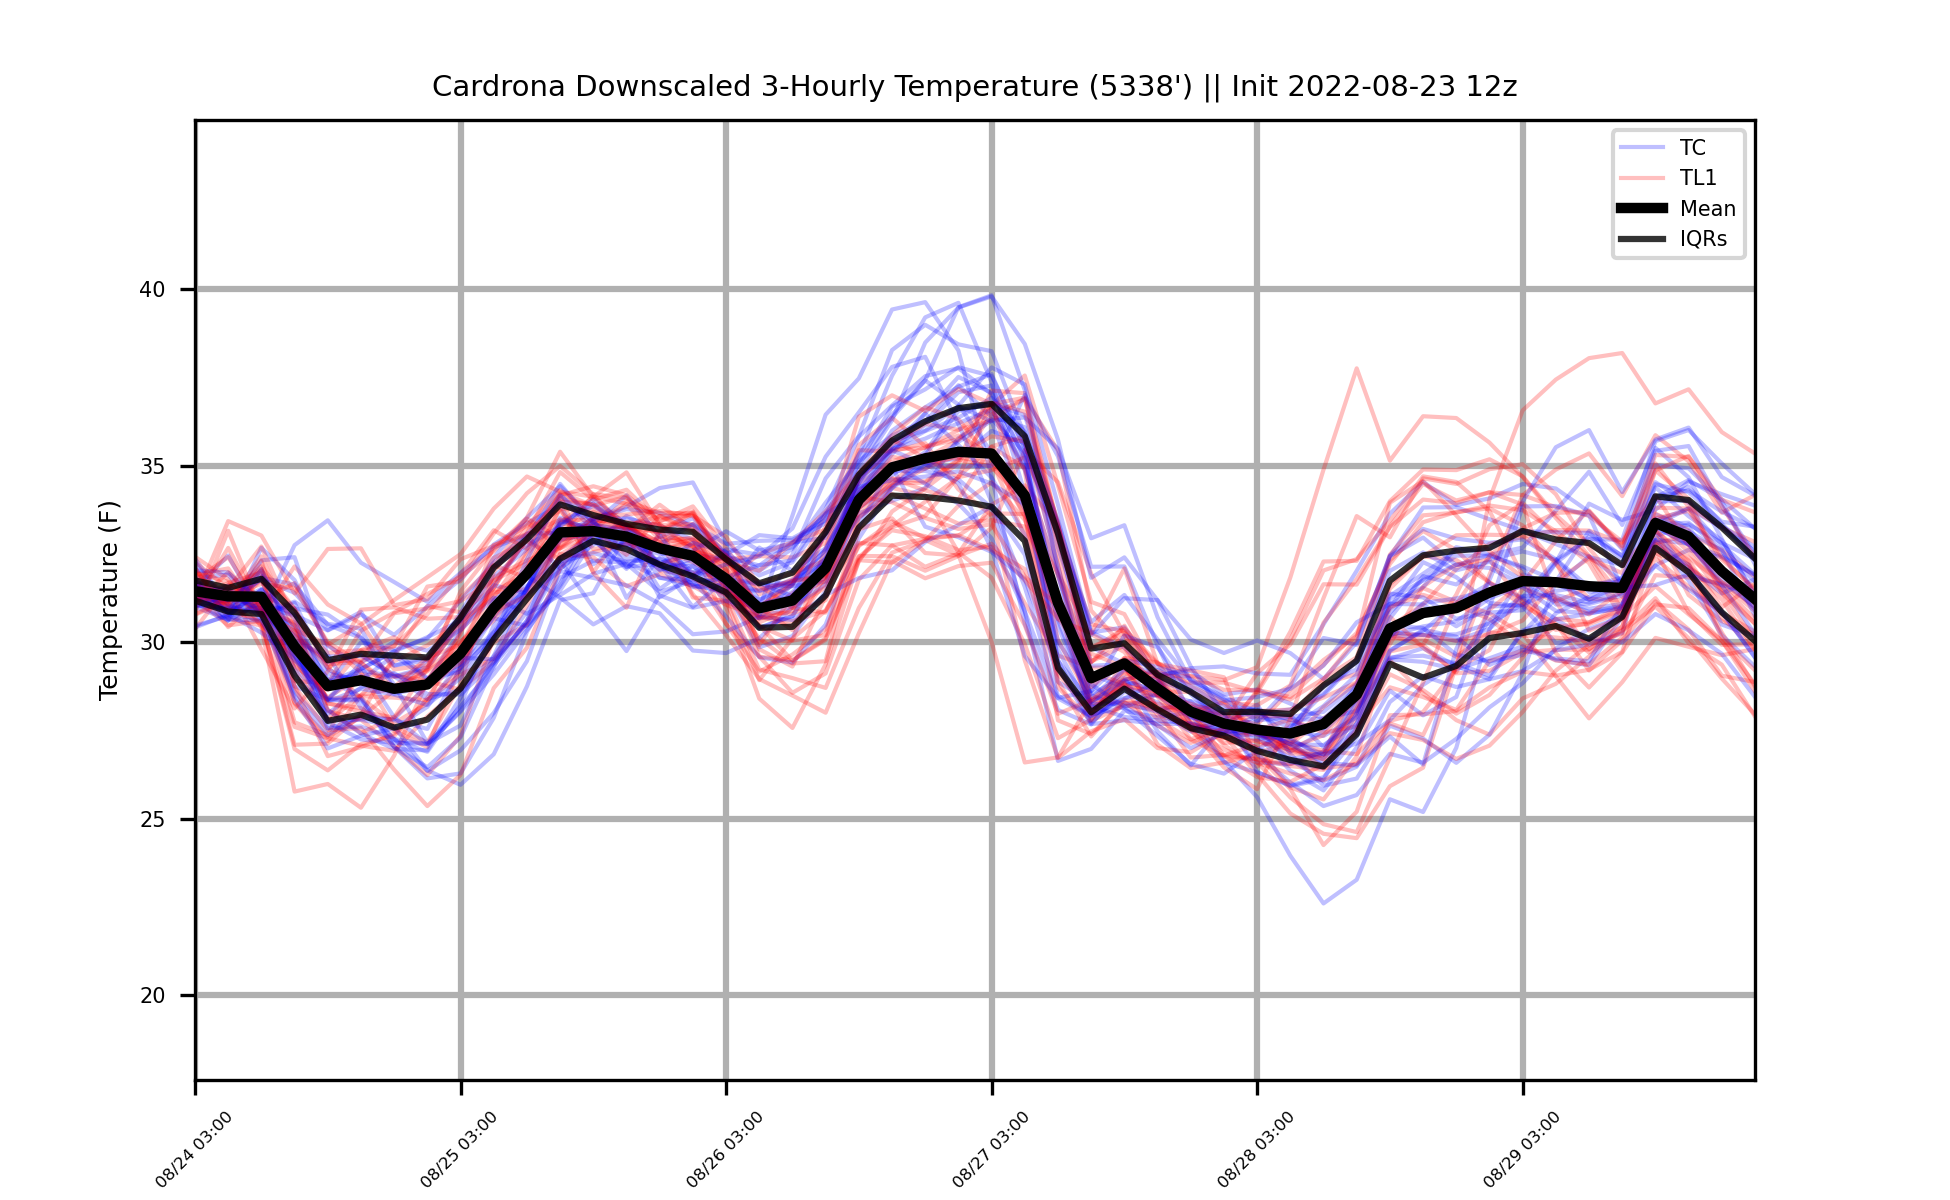 Cardrona Downscaled 3-Hourly Temperature (5338') || Init 2022-08-23 12z
TC
TL1
Mean
IQRs
Temperature (F)
40
35
30
25
20
08/24 03:00
08/25 03:00
08/26 03:00
08/27 03:00
08/28 03:00
08/29 03:00